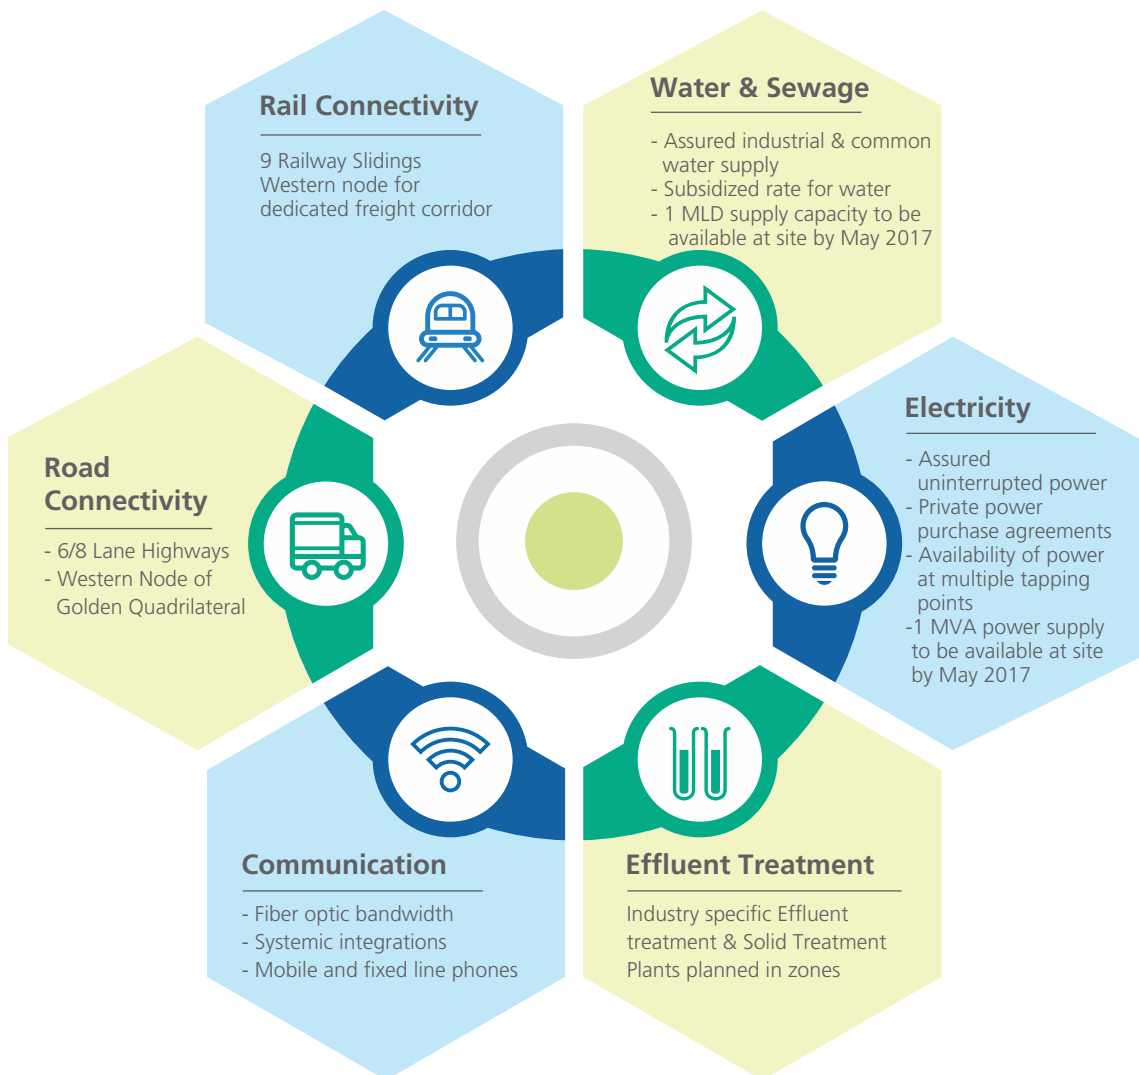 Rail Connectivity
9 Railway Slidings
Western node for
dedicated freight corridor
Water & Sewage
- Assured industrial & common
water supply
- Subsidized rate for water
- 1 MLD supply capacity to be
available at site by May 2017
Electricity
- Assured
uninterrupted power
- Private power
purchase agreements
- Availability of power
at multiple tapping
points
-1 MVA power supply
to be available at site
by May 2017
Road
Connectivity
- 6/8 Lane Highways
- Western Node of
Golden Quadrilateral
Communication
- Fiber optic bandwidth
- Systemic integrations
- Mobile and fixed line phones
Effluent Treatment
Industry specific Effluent
treatment & Solid Treatment
Plants planned in zones